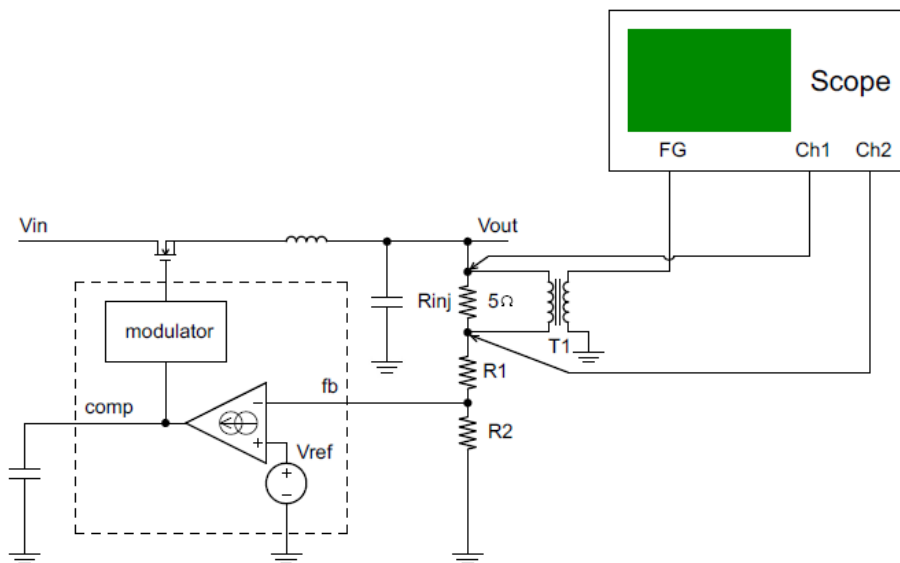 Scope
FG Ch1 Ch2
Vin Vout
Rinj 5Ω
modulator
T1
R1
fb
comp
− R2
+ Vref
+
−